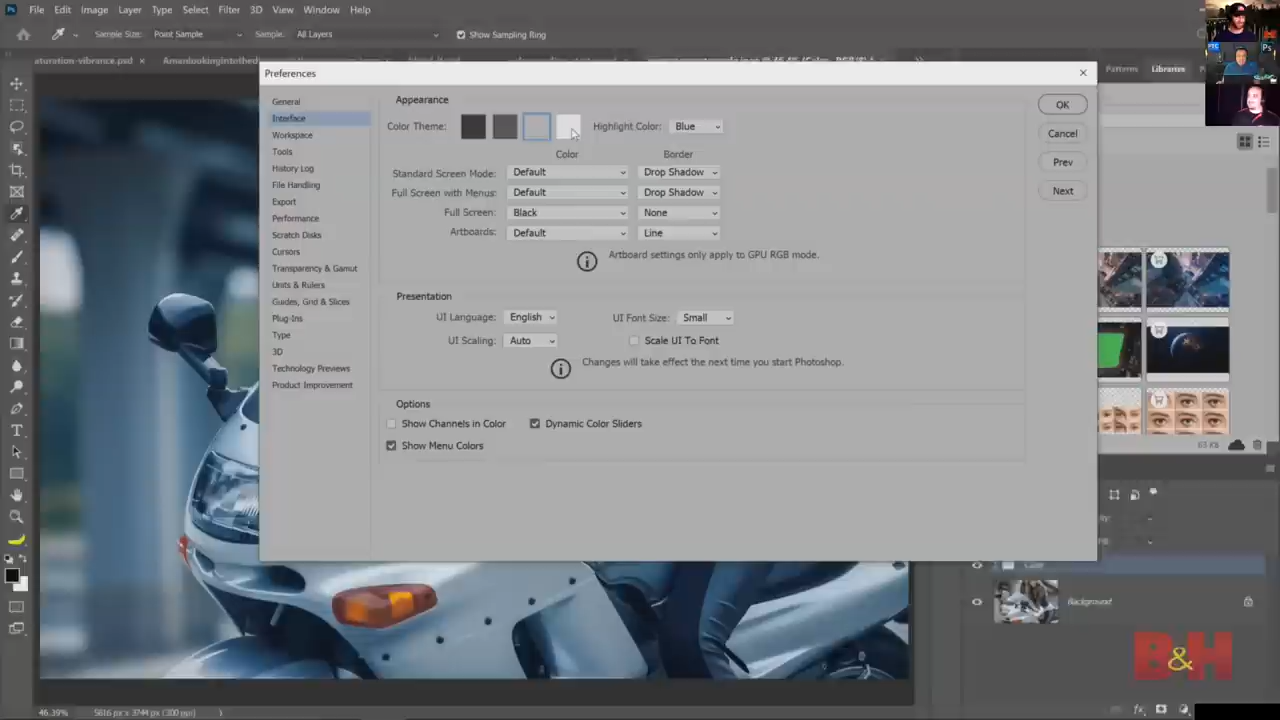 Ps File Edit Image Layer Type Select Filter 3D View Window Help
Sample Size: Point Sample Sample: All Layers Show Sampling Ring
aturation-vibrance.psd ×
Patterns Libraries
Preferences
General
Interface
Workspace
Tools
History Log
File Handling
Export
Performance
Scratch Disks
Cursors
Transparency & Gamut
Units & Rulers
Guides, Grid & Slices
Plug-Ins
Type
3D
Technology Previews
Product Improvement
Appearance
Color Theme: Highlight Color: Blue
Color Border
Standard Screen Mode: Default Drop Shadow
Full Screen with Menus: Default Drop Shadow
Full Screen: Black None
Artboards: Default Line
Artboard settings only apply to GPU RGB mode.
Presentation
UI Language: English UI Font Size: Small
UI Scaling: Auto Scale UI To Font
Changes will take effect the next time you start Photoshop.
Options
Show Channels in Color Dynamic Color Sliders
Show Menu Colors
OK
Cancel
Prev
Next
63 KB
Background
B&H
46.39% 5616 px x 3744 px (300 ppi)